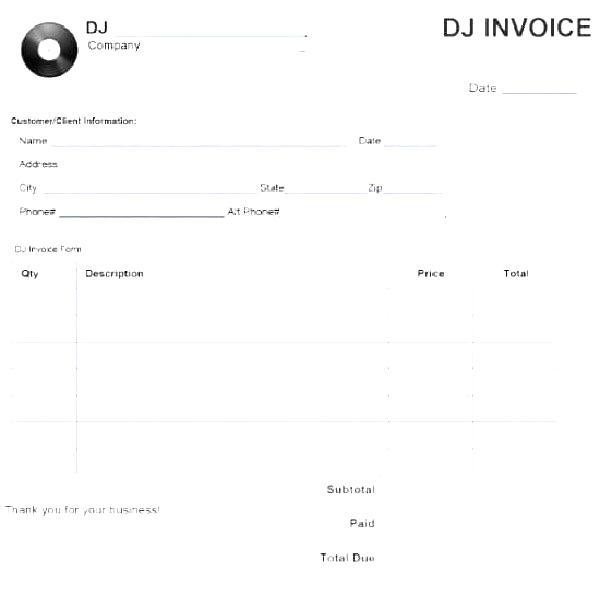 DJ
Company
DJ INVOICE
Date
Customer/Client Information:
Name Date
Address
City State Zip
Phone# Alt Phone#
DJ Invoice Form
Qty Description Price Total
Subtotal
Thank you for your business!
Paid
Total Due